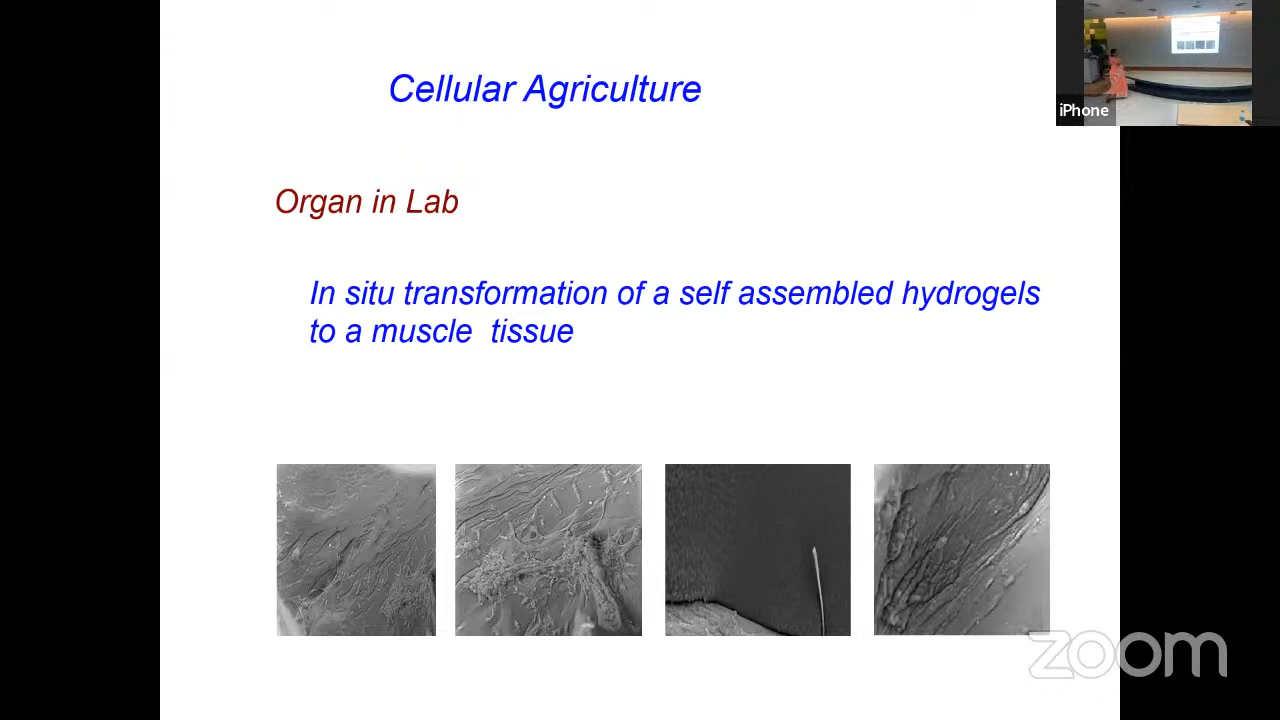 Cellular Agriculture
iPhone
Organ in Lab
In situ transformation of a self assembled hydrogels
to a muscle tissue
zoom